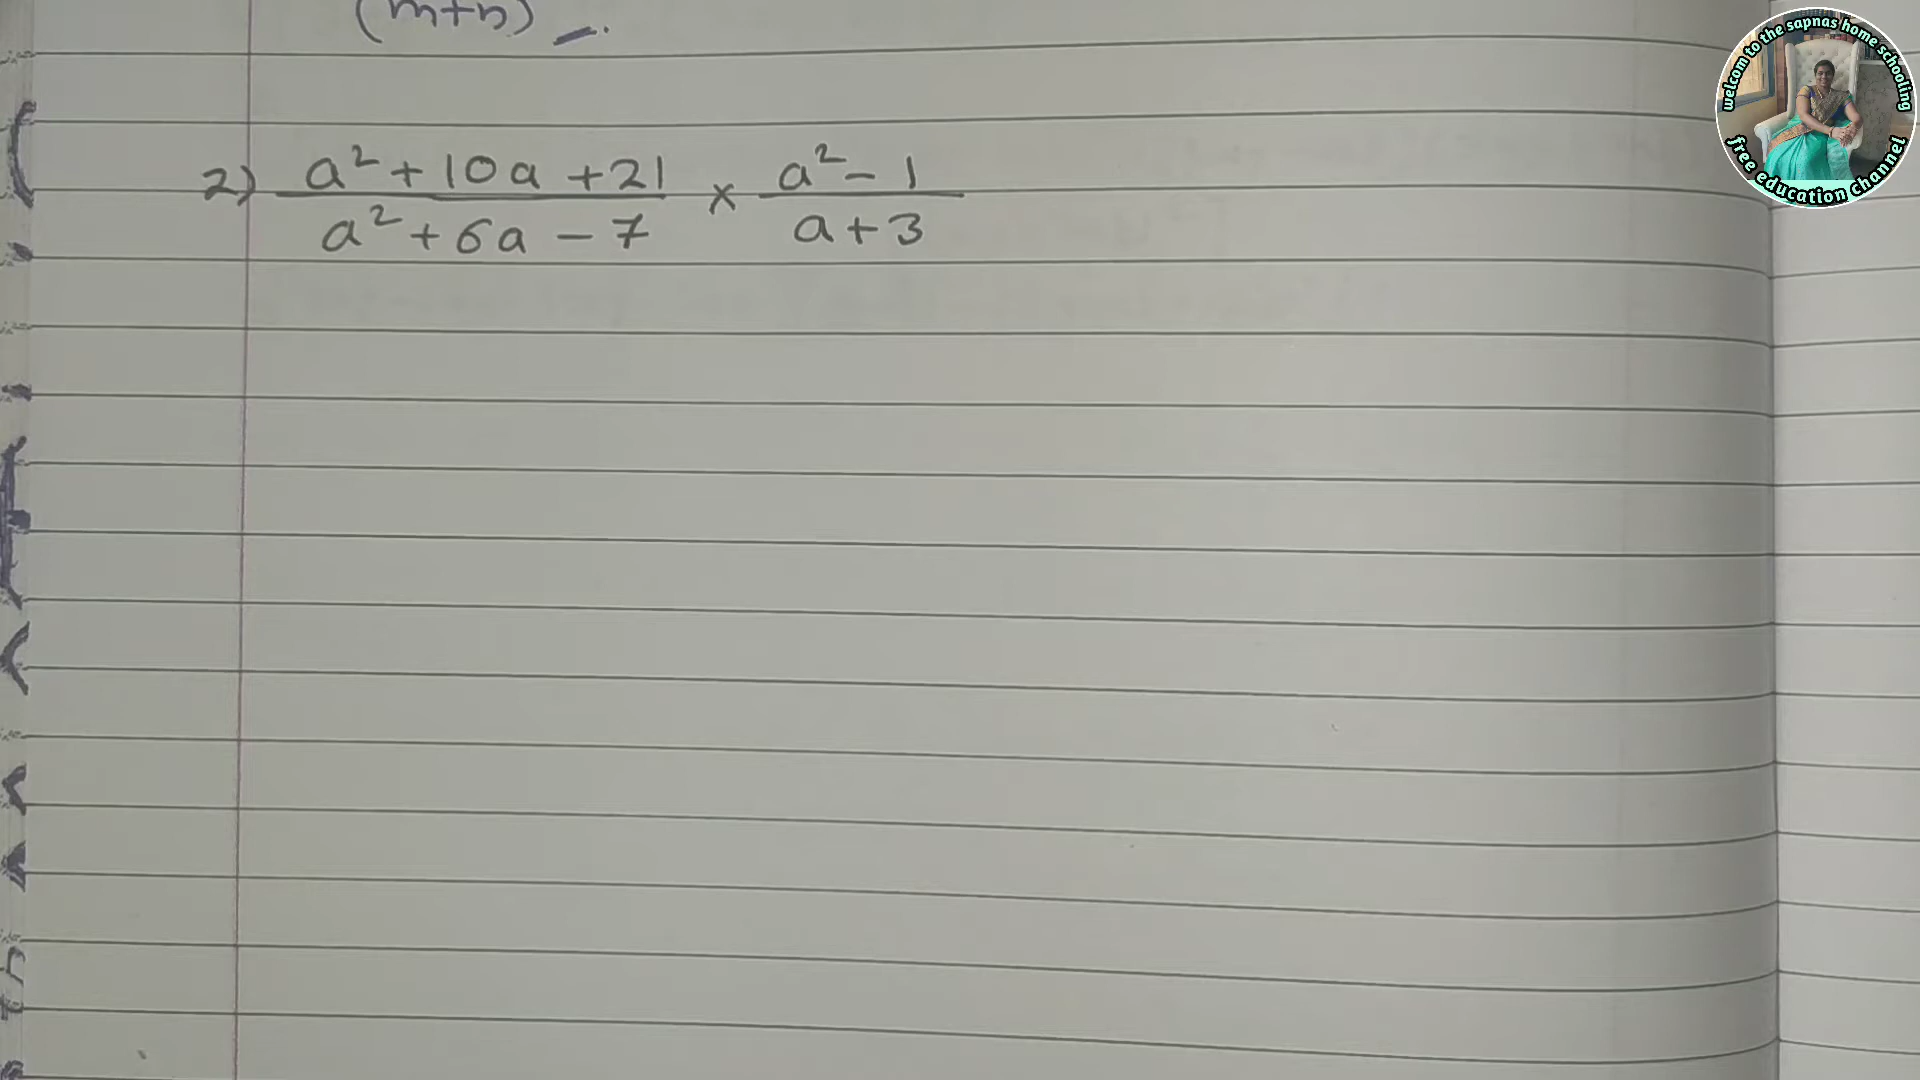 (m+n)
2) a² + 10a + 21 / a² + 6a - 7 × a² - 1 / a + 3
welcom to the sapnas home schooling
free education channel